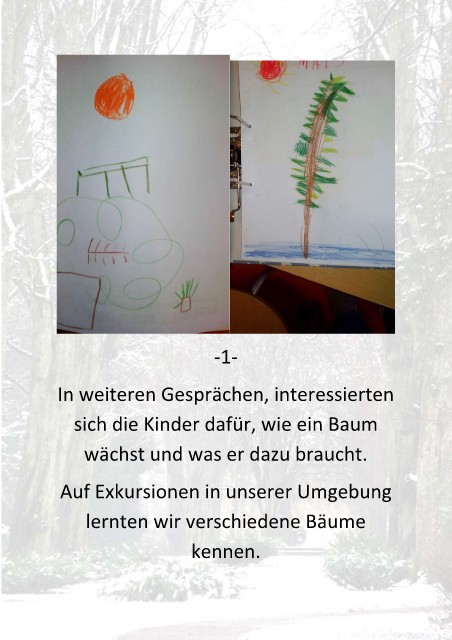 MATS
-1-
In weiteren Gesprächen, interessierten
sich die Kinder dafür, wie ein Baum
wächst und was er dazu braucht.
Auf Exkursionen in unserer Umgebung
lernten wir verschiedene Bäume
kennen.